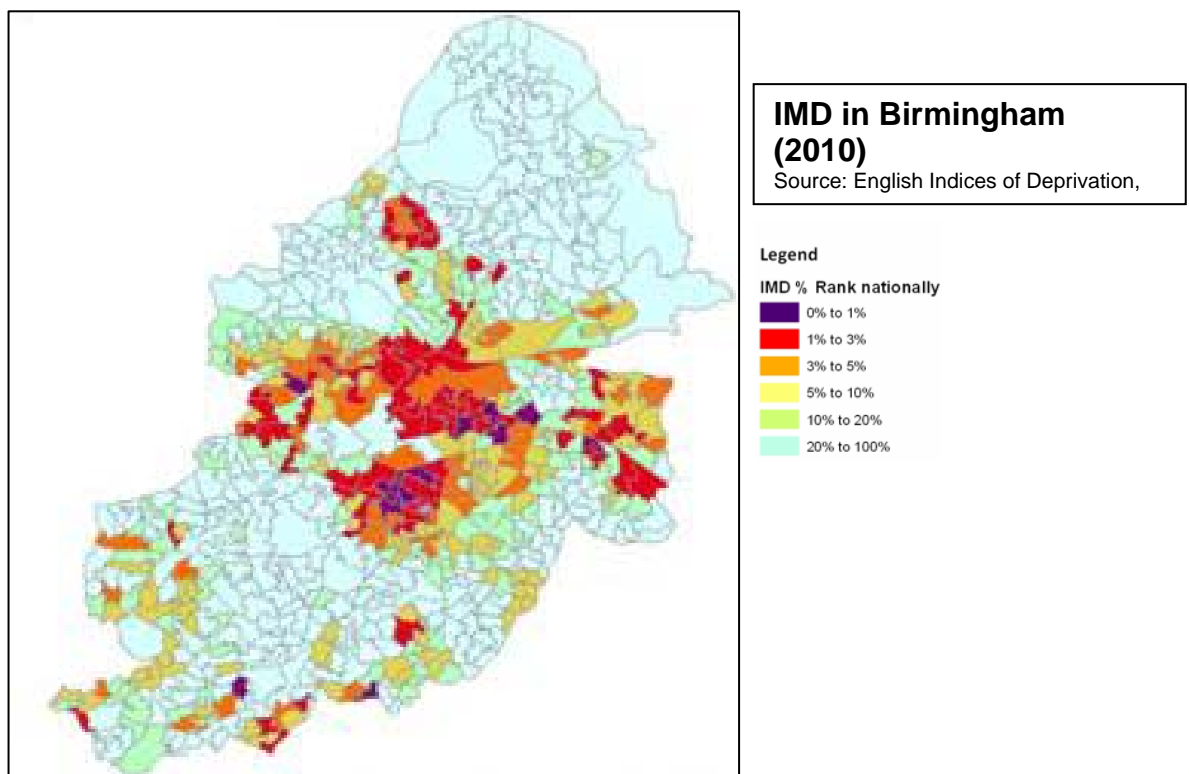 IMD in Birmingham
(2010)
Source: English Indices of Deprivation,
Legend
IMD % Rank nationally
0% to 1%
1% to 3%
3% to 5%
5% to 10%
10% to 20%
20% to 100%